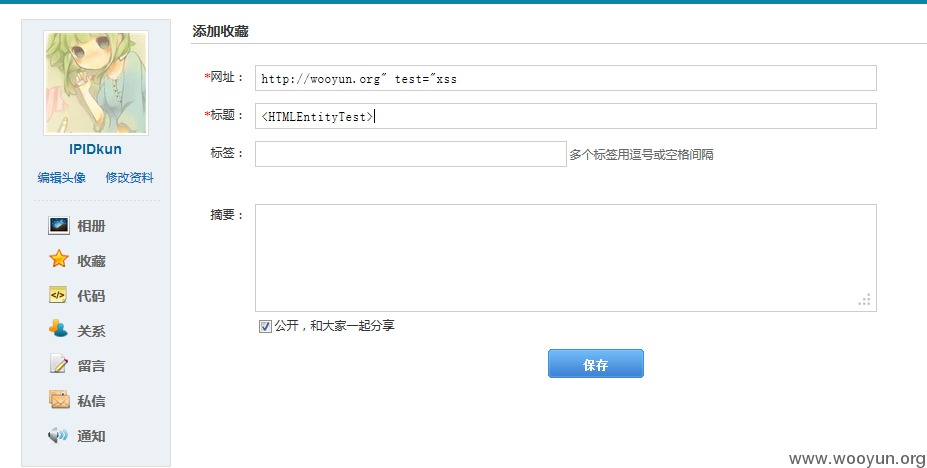 添加收藏
*网址： http://wooyun.org" test="xss
*标题： <HTMLEntityTest>
标签： 多个标签用逗号或空格间隔
摘要：
公开，和大家一起分享
保存
IPIDkun
编辑头像 修改资料
相册
收藏
代码
关系
留言
私信
通知
www.wooyun.org